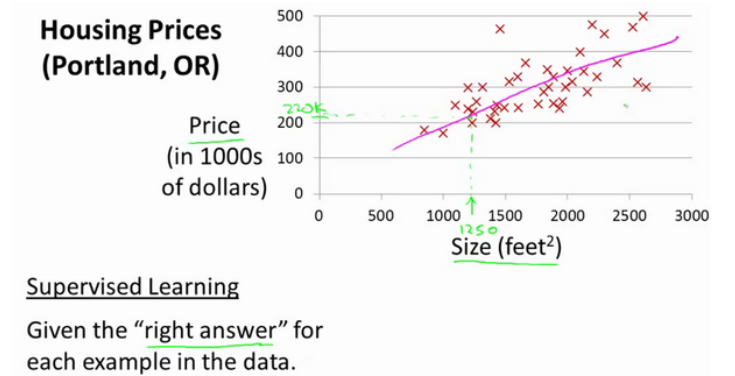 Housing Prices
(Portland, OR)
Price
(in 1000s
of dollars)
500
400
300
220K
200
100
0
0 500 1000 1500 2000 2500 3000
1250
Size (feet²)
Supervised Learning
Given the “right answer” for
each example in the data.